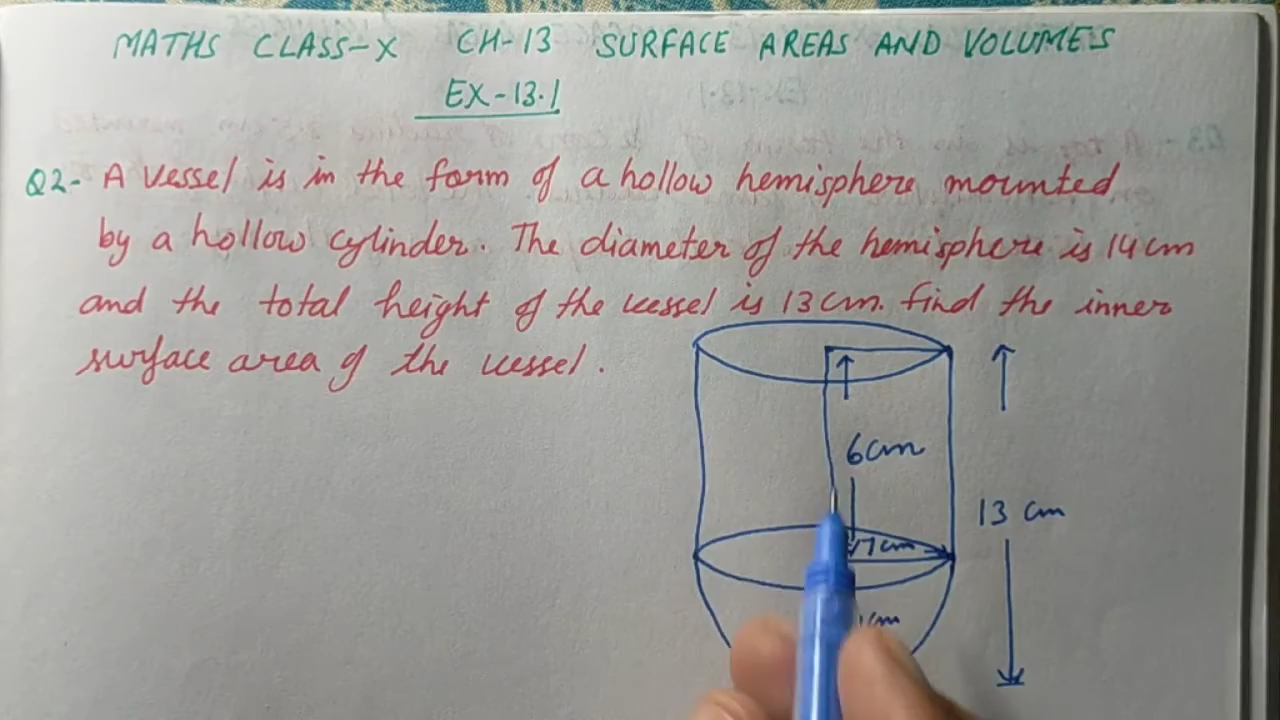 MATHS CLASS-X CH-13 SURFACE AREAS AND VOLUMES
EX-13.1
Q2- A vessel is in the form of a hollow hemisphere mounted
by a hollow cylinder. The diameter of the hemisphere is 14 cm
and the total height of the vessel is 13 cm. find the inner
surface area of the vessel.
6cm
13 cm
7cm
cm